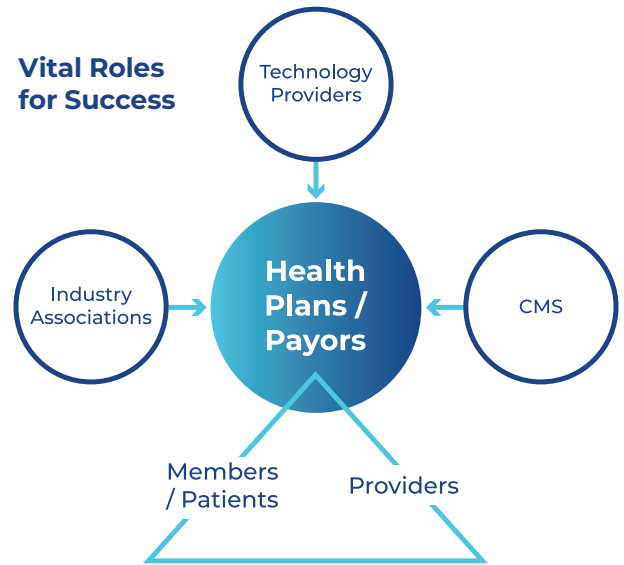 Vital Roles
for Success
Technology
Providers
Industry
Associations
Health
Plans /
Payors
CMS
Members
/ Patients
Providers